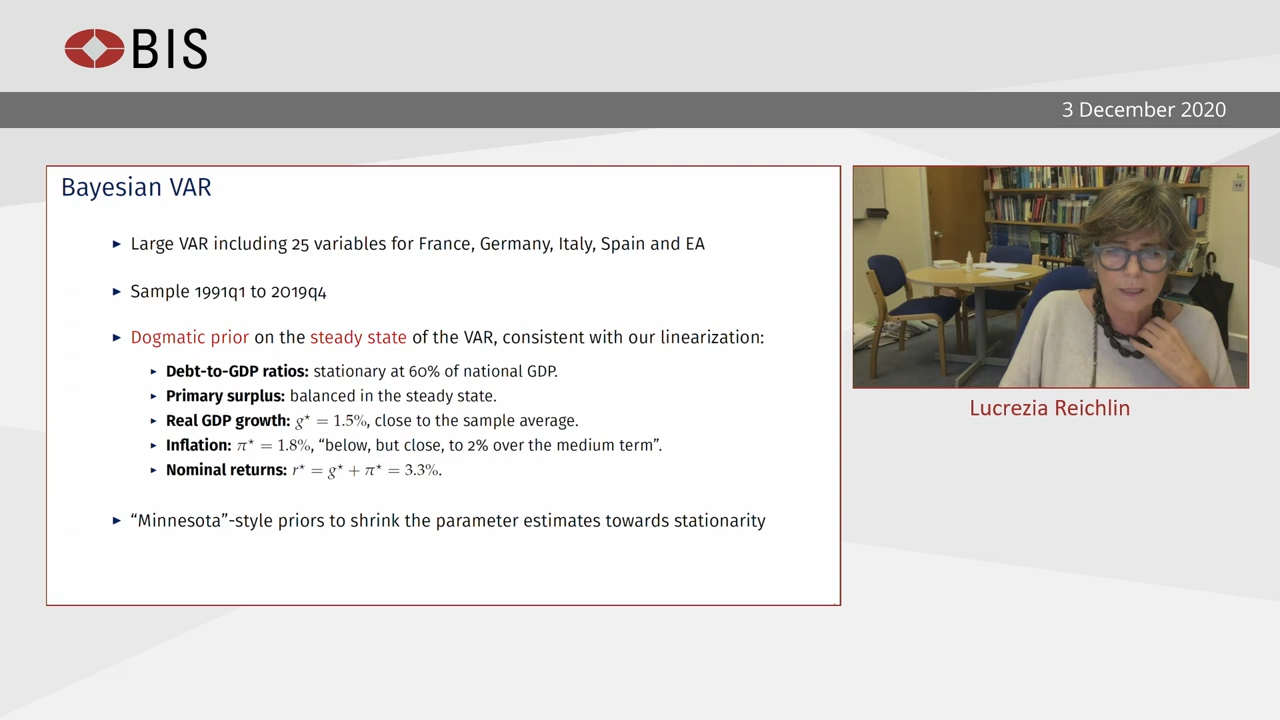 BIS
3 December 2020
Bayesian VAR
► Large VAR including 25 variables for France, Germany, Italy, Spain and EA
► Sample 1991q1 to 2019q4
► Dogmatic prior on the steady state of the VAR, consistent with our linearization:
► Debt-to-GDP ratios: stationary at 60% of national GDP.
► Primary surplus: balanced in the steady state.
► Real GDP growth: g⋆ = 1.5%, close to the sample average.
► Inflation: π⋆ = 1.8%, “below, but close, to 2% over the medium term”.
► Nominal returns: r⋆ = g⋆ + π⋆ = 3.3%.
► “Minnesota”-style priors to shrink the parameter estimates towards stationarity
Lucrezia Reichlin